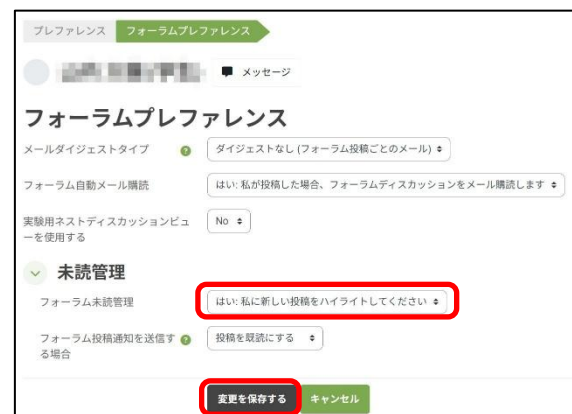 プレファレンス フォーラムプレファレンス
メッセージ
フォーラムプレファレンス
メールダイジェストタイプ ダイジェストなし (フォーラム投稿ごとのメール)
フォーラム自動メール購読 はい: 私が投稿した場合、フォーラムディスカッションをメール購読します
実験用ネストディスカッションビュ No
ーを使用する
未読管理
フォーラム未読管理 はい: 私に新しい投稿をハイライトしてください
フォーラム投稿通知を送信す 投稿を既読にする
る場合
変更を保存する キャンセル